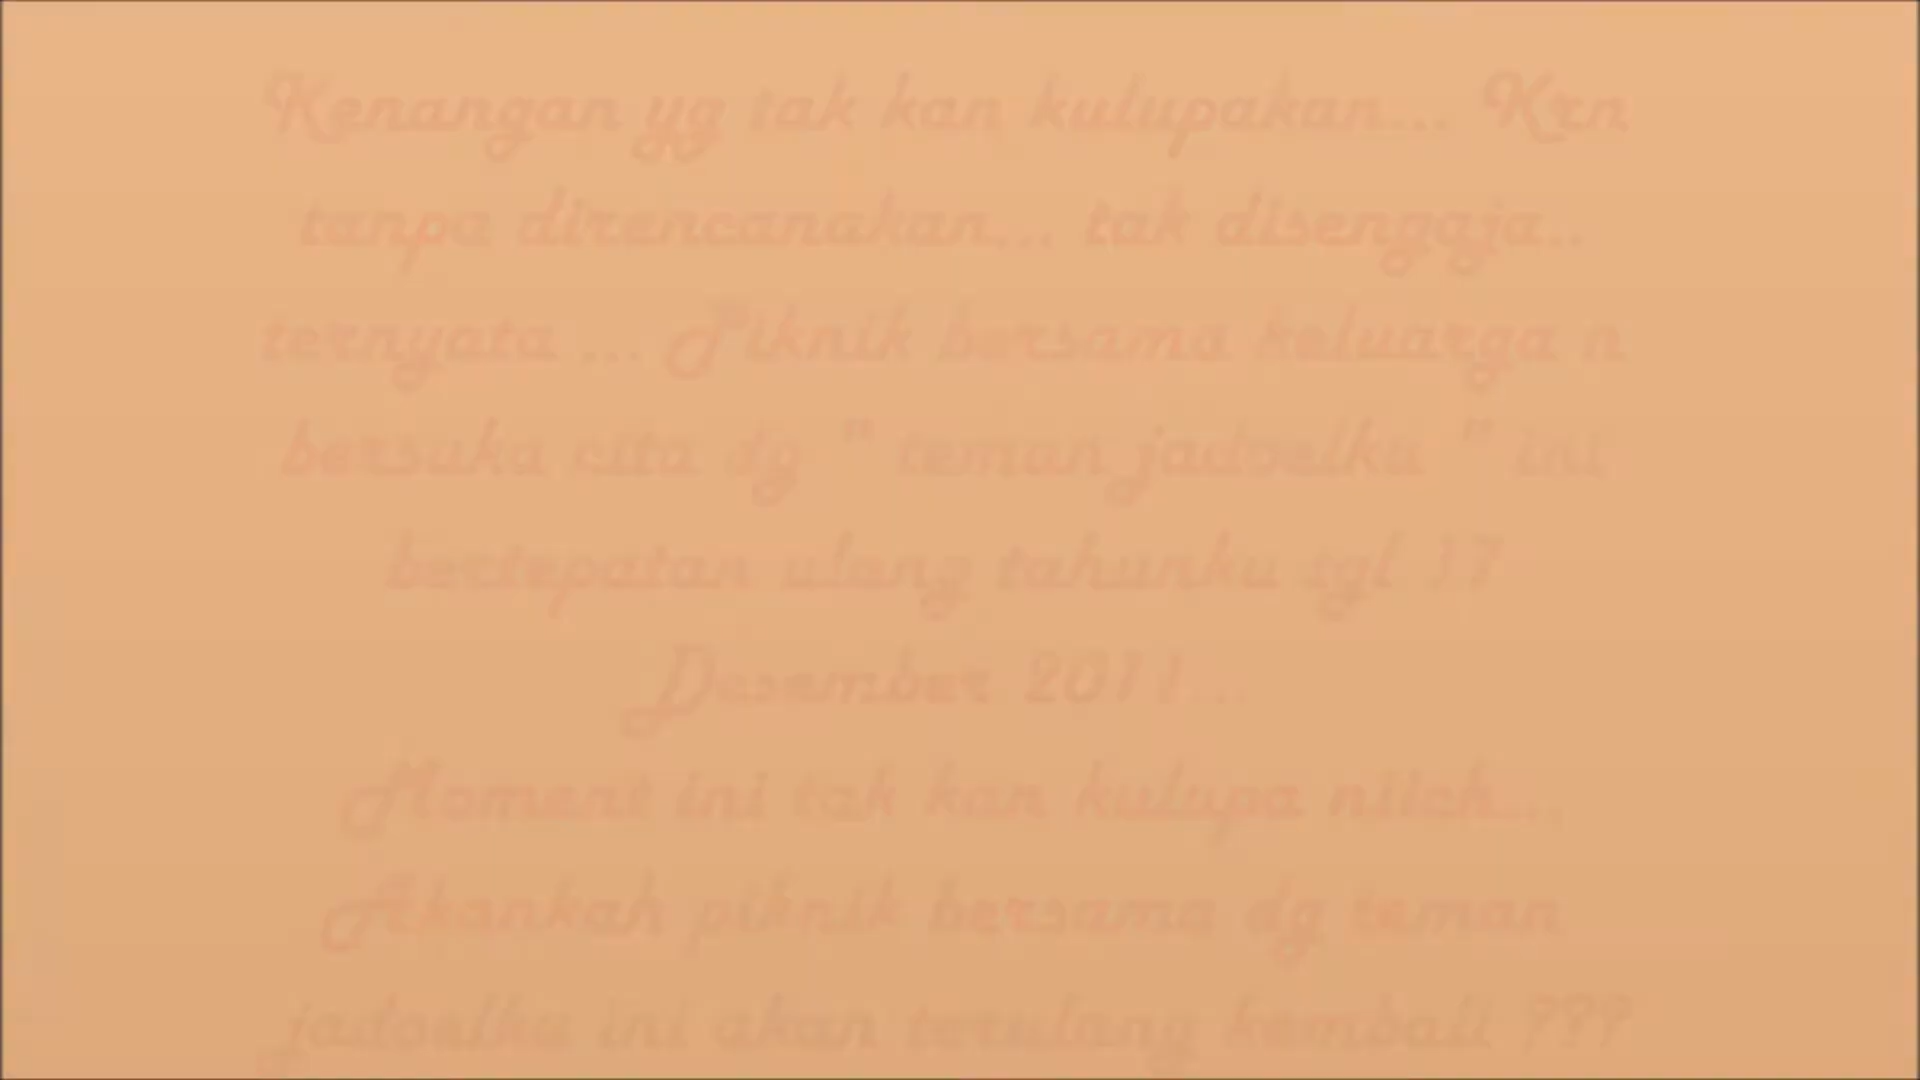 Kenangan yg tak kan kulupakan... Krn
tanpa direncanakan... tak disengaja..
ternyata ... Piknik bersama keluarga n
bersuka cita dg " teman jadoelku " ini
bertepatan ulang tahunku tgl 17
Desember 2011...
Moment ini tak kan kulupa niich...
Akankah piknik bersama dg teman
jadoelku ini akan terulang kembali ???